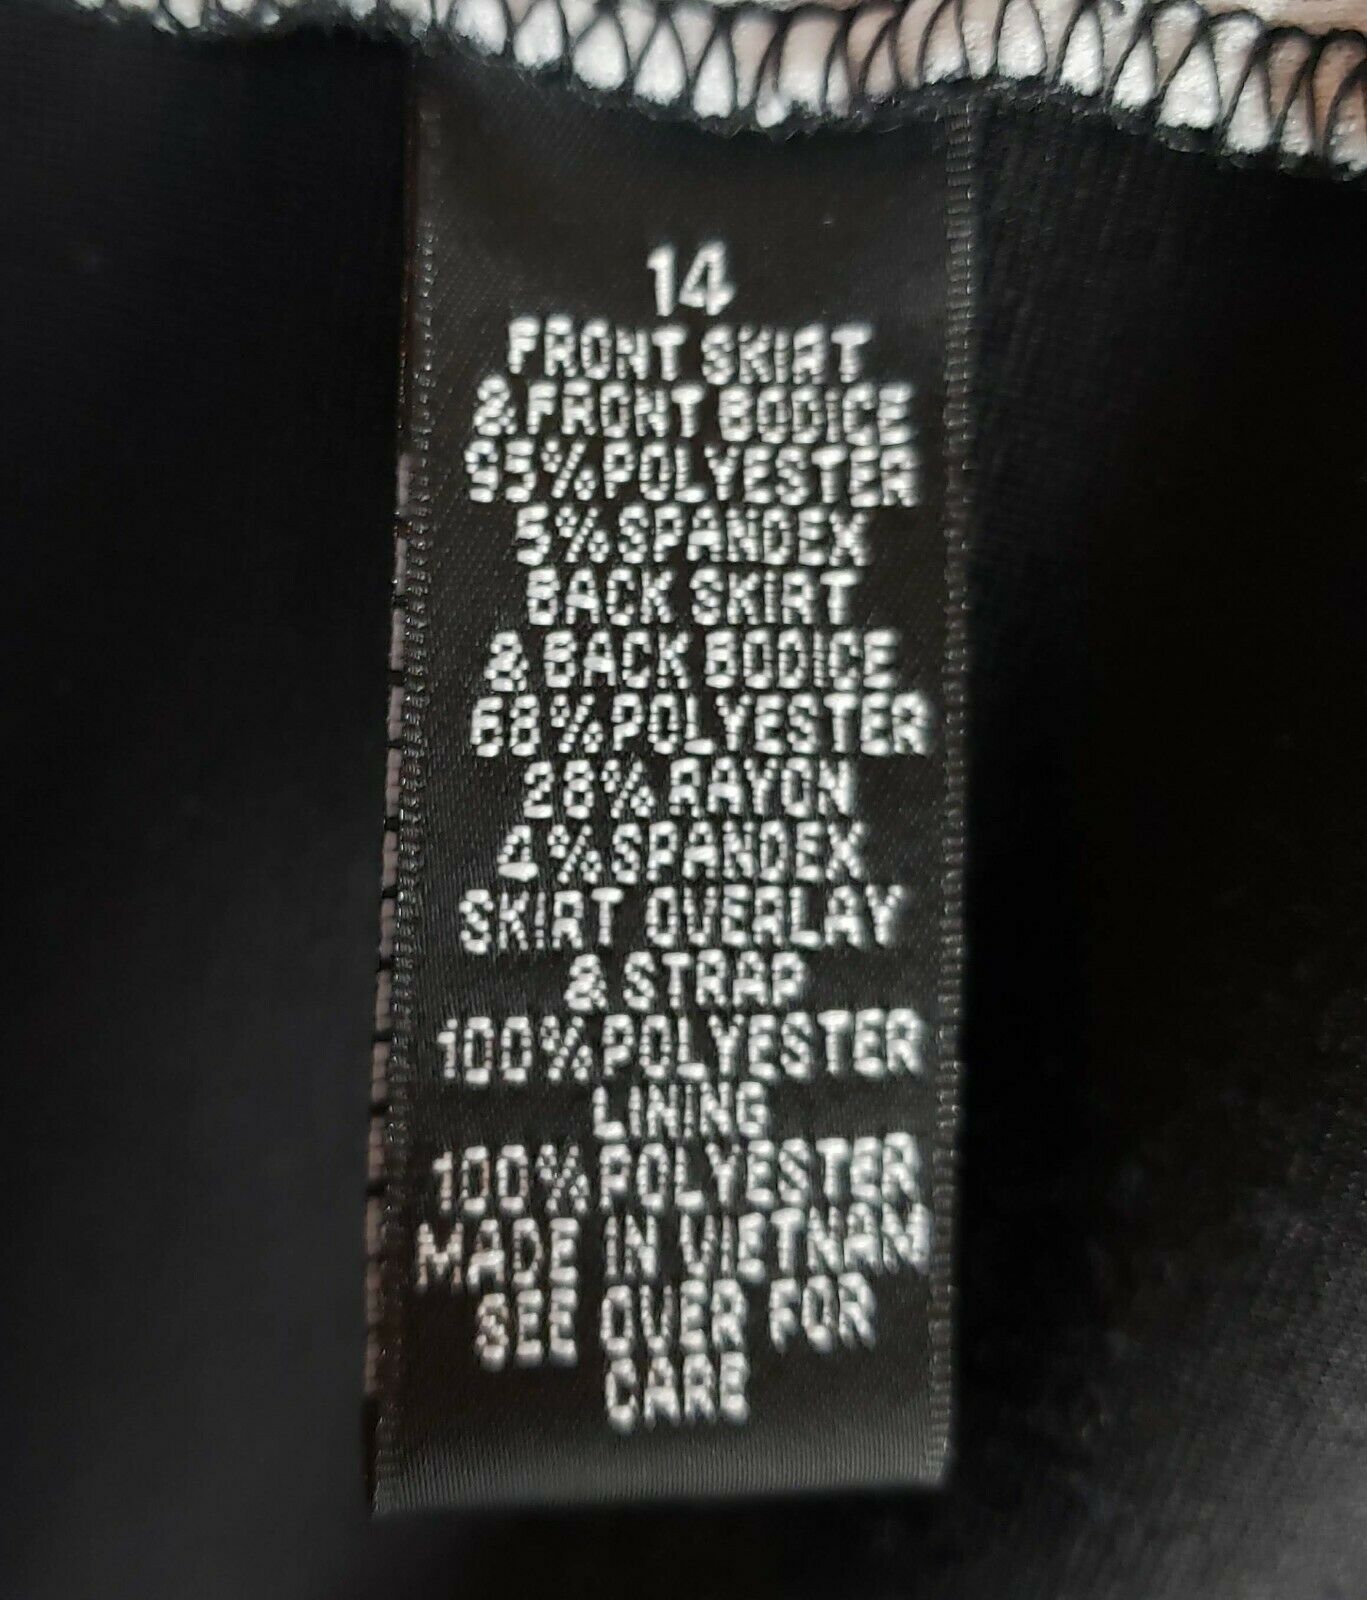 14
FRONT SKIRT
& FRONT BODICE
95% POLYESTER
5% SPANDEX
BACK SKIRT
& BACK BODICE
68% POLYESTER
28% RAYON
4% SPANDEX
SKIRT OVERLAY
& STRAP
100% POLYESTER
LINING
100% POLYESTER
MADE IN VIETNAM
SEE OVER FOR
CARE